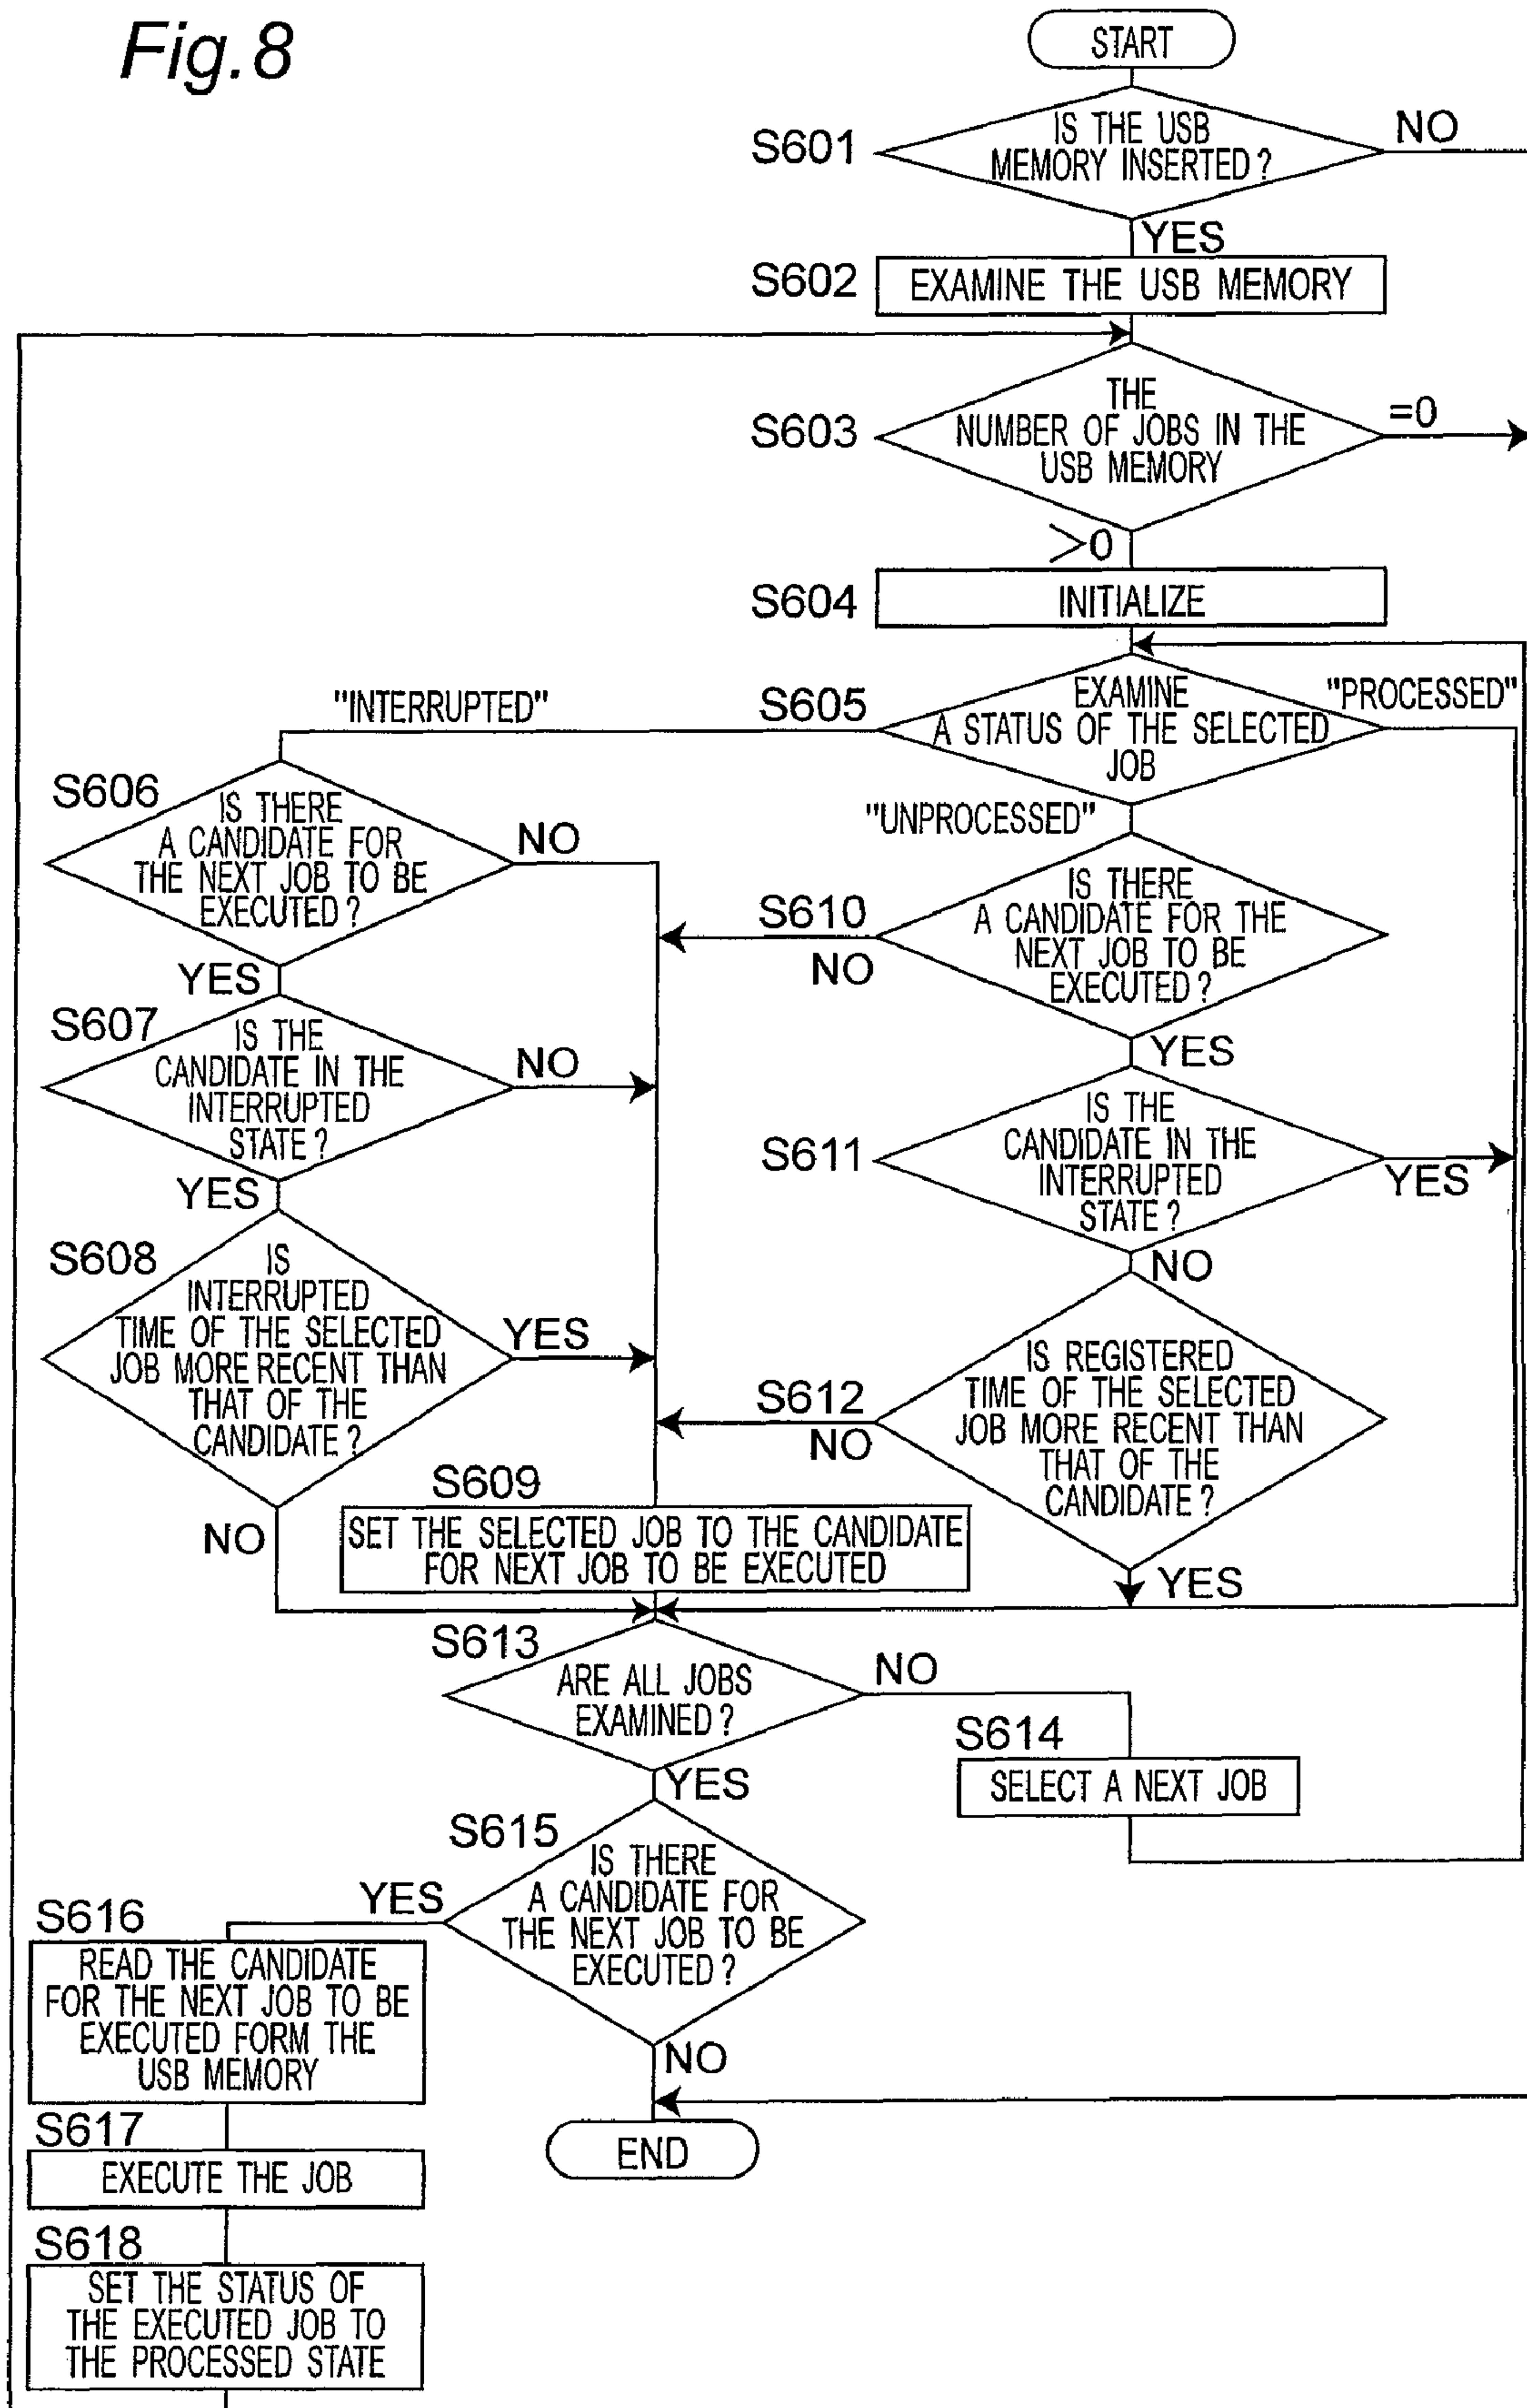 Fig.8
START
S601
IS THE USB
MEMORY INSERTED?
NO
YES
S602
EXAMINE THE USB MEMORY
S603
THE
NUMBER OF JOBS IN THE
USB MEMORY
=0
>0
S604
INITIALIZE
"INTERRUPTED"
S605
EXAMINE
A STATUS OF THE SELECTED
JOB
"PROCESSED"
"UNPROCESSED"
S606
IS THERE
A CANDIDATE FOR
THE NEXT JOB TO BE
EXECUTED?
NO
YES
S610
IS THERE
A CANDIDATE FOR THE
NEXT JOB TO BE
EXECUTED?
NO
YES
S607
IS THE
CANDIDATE IN THE
INTERRUPTED
STATE?
NO
YES
S611
IS THE
CANDIDATE IN THE
INTERRUPTED
STATE?
YES
NO
S608
IS
INTERRUPTED
TIME OF THE SELECTED
JOB MORE RECENT THAN
THAT OF THE
CANDIDATE?
YES
NO
S612
IS REGISTERED
TIME OF THE SELECTED
JOB MORE RECENT THAN
THAT OF THE
CANDIDATE?
NO
YES
S609
SET THE SELECTED JOB TO THE CANDIDATE
FOR NEXT JOB TO BE EXECUTED
S613
ARE ALL JOBS
EXAMINED?
NO
YES
S614
SELECT A NEXT JOB
S615
IS THERE
A CANDIDATE FOR
THE NEXT JOB TO BE
EXECUTED?
YES
NO
S616
READ THE CANDIDATE
FOR THE NEXT JOB TO BE
EXECUTED FORM THE
USB MEMORY
S617
EXECUTE THE JOB
END
S618
SET THE STATUS OF
THE EXECUTED JOB TO
THE PROCESSED STATE